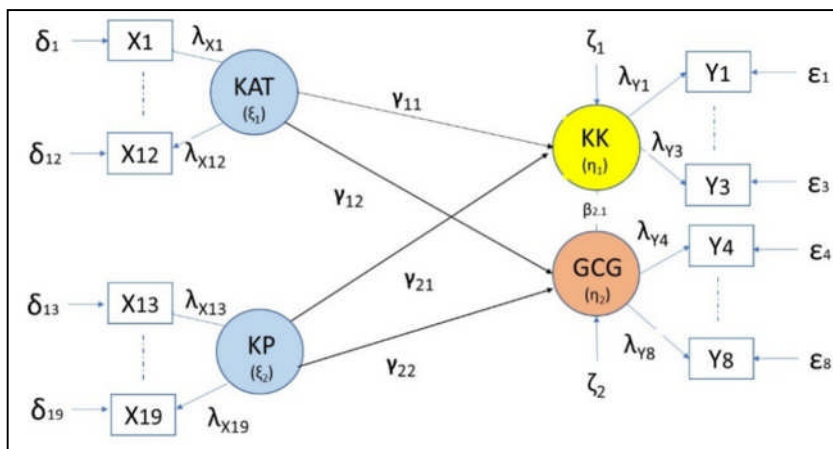 δ₁
X1
λX1
KAT
(ξ₁)
δ₁₂
X12
λX12
γ₁₁
γ₁₂
ζ₁
KK
(η₁)
λY1
Y1
ε₁
λY3
Y3
ε₃
β₂.₁
δ₁₃
X13
λX13
KP
(ξ₂)
δ₁₉
X19
λX19
γ₂₁
γ₂₂
GCG
(η₂)
λY4
Y4
ε₄
λY8
Y8
ε₈
ζ₂